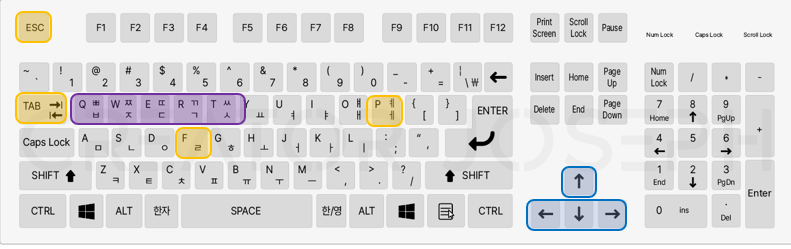 ESC F1 F2 F3 F4 F5 F6 F7 F8 F9 F10 F11 F12 Print Screen Scroll Lock Pause Num Lock Caps Lock Scroll Lock
~ ` ! 1 @ 2 # 3 $ 4 % 5 ^ 6 & 7 * 8 ( 9 ) 0 _ - + = | \ ₩ ← Insert Home Page Up Num Lock / * -
TAB Q ㅃ ㅂ W ㅉ ㅈ E ㄸ ㄷ R ㄲ ㄱ T ㅆ ㅅ Y ㅛ U ㅕ I ㅑ O ㅒ ㅐ P ㅖ ㅔ { [ } ] ENTER Delete End Page Down 7 Home 8 ↑ 9 PgUp +
Caps Lock A ㅁ S ㄴ D ㅇ F ㄹ G ㅎ H ㅗ J ㅓ K ㅏ L ㅣ : ; “ ‘ 4 ← 5 6 →
SHIFT Z ㅋ X ㅌ C ㅊ V ㅍ B ㅠ N ㅜ M ㅡ < , > . ? / SHIFT ↑ 1 End 2 ↓ 3 PgDn Enter
CTRL ALT 한자 SPACE 한/영 ALT CTRL ← ↓ → 0 ins . Del
CREATOR JOSEPH